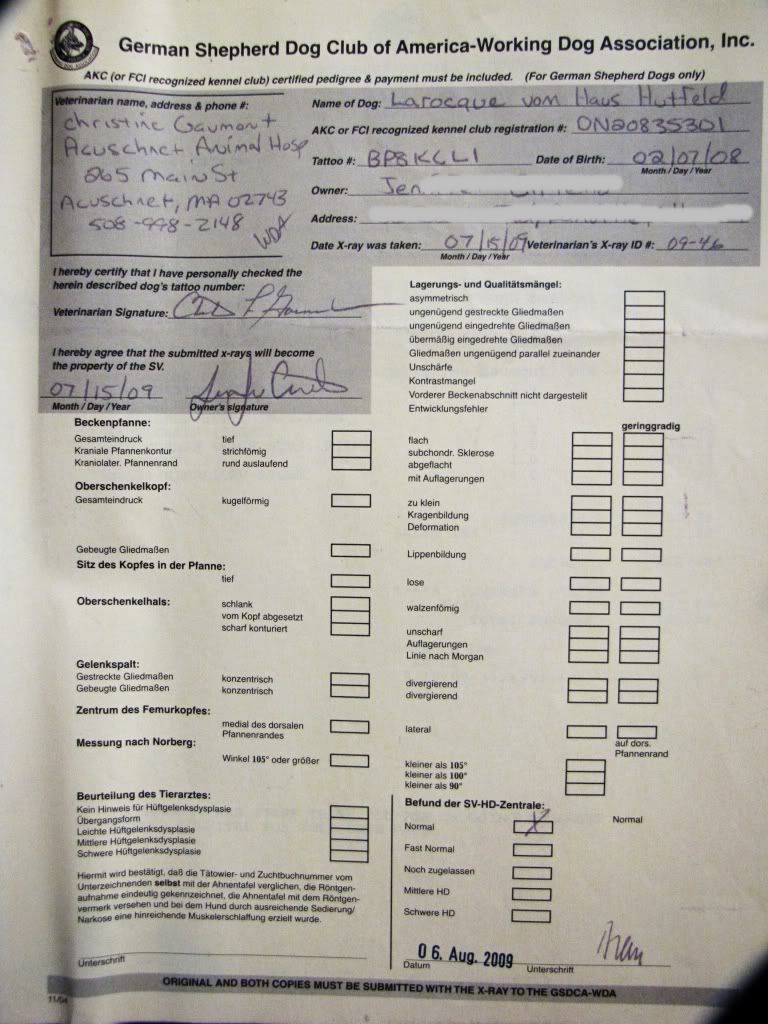 German Shepherd Dog Club of America-Working Dog Association, Inc.
AKC (or FCI recognized kennel club) certified pedigree & payment must be included. (For German Shepherd Dogs only)
Veterinarian name, address & phone #:
Christine Gaumont
Acuschnet Animal Hosp
265 Main St
Acuschnet, MA 02743
508-998-2148
WDA
Name of Dog: Larocque vom Haus Hutfeld
AKC or FCI recognized kennel club registration #: DN20835301
Tattoo #: BPSKCL1 Date of Birth: 02/07/08
Month / Day / Year
Owner: Jen
Address:
Date X-ray was taken: 07/15/09 Veterinarian's X-ray ID #: 09-46
Month / Day / Year
I hereby certify that I have personally checked the
herein described dog's tattoo number:
Veterinarian Signature:
I hereby agree that the submitted x-rays will become
the property of the SV.
07/15/09
Month / Day / Year Owner's signature
Lagerungs- und Qualitätsmängel:
asymmetrisch
ungenügend gestreckte Gliedmaßen
ungenügend eingedrehte Gliedmaßen
übermäßig eingedrehte Gliedmaßen
Gliedmaßen ungenügend parallel zueinander
Unschärfe
Kontrastmangel
Vorderer Beckenabschnitt nicht dargestellt
Entwicklungsfehler
Beckenpfanne: geringgradig
Gesamteindruck tief flach
Kraniale Pfannenkontur strichfömig subchondr. Sklerose
Kraniolater. Pfannenrand rund auslaufend abgeflacht
mit Auflagerungen
Oberschenkelkopf:
Gesamteindruck kugelförmig zu klein
Kragenbildung
Deformation
Gebeugte Gliedmaßen Lippenbildung
Sitz des Kopfes in der Pfanne:
tief lose
Oberschenkelhals: schlank walzenfömig
vom Kopf abgesetzt
scharf konturiert unscharf
Auflagerungen
Linie nach Morgan
Gelenkspalt:
Gestreckte Gliedmaßen konzentrisch divergierend
Gebeugte Gliedmaßen konzentrisch divergierend
Zentrum des Femurkopfes:
medial des dorsalen lateral
Pfannenrandes auf dors.
Pfannenrand
Messung nach Norberg:
Winkel 105° oder größer kleiner als 105°
kleiner als 100°
kleiner als 90°
Beurteilung des Tierarztes:
Kein Hinweis für Hüftgelenksdysplasie
Übergangsform
Leichte Hüftgelenksdysplasie
Mittlere Hüftgelenksdysplasie
Schwere Hüftgelenksdysplasie
Hiermit wird bestätigt, daß die Tätowier- und Zuchtbuchnummer vom
Unterzeichnenden selbst mit der Ahnentafel verglichen, die Röntgen-
aufnahme eindeutig gekennzeichnet, die Ahnentafel mit dem Röntgen-
vermerk versehen und bei dem Hund durch ausreichende Sedierung/
Narkose eine hinreichende Muskelerschlaffung erzielt wurde.
Unterschrift
Befund der SV-HD-Zentrale:
Normal X Normal
Fast Normal
Noch zugelassen
Mittlere HD
Schwere HD
06. Aug. 2009
Datum Unterschrift
ORIGINAL AND BOTH COPIES MUST BE SUBMITTED WITH THE X-RAY TO THE GSDCA-WDA
11/04